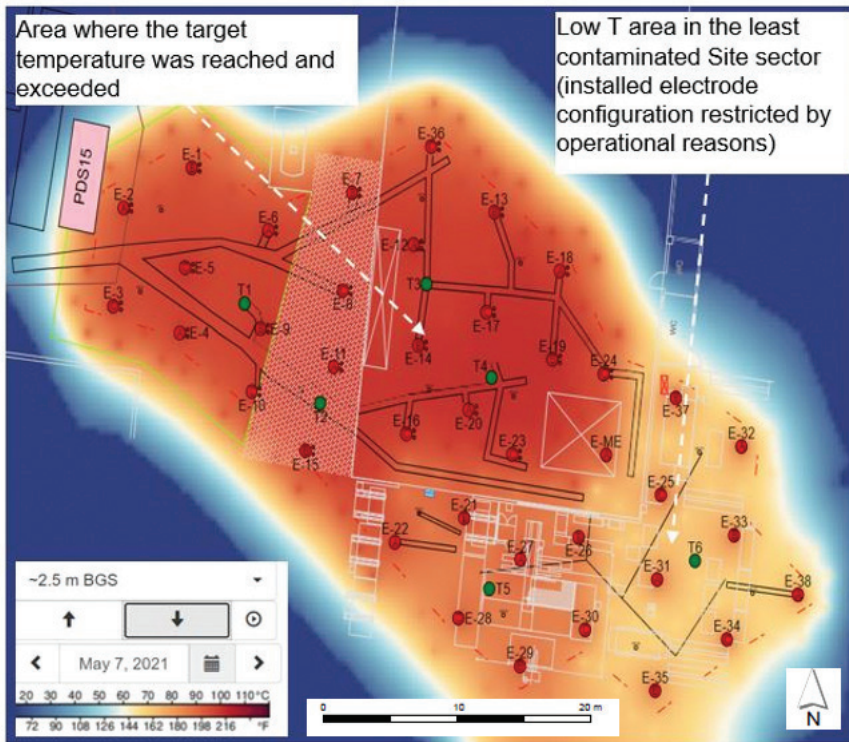 Area where the target
temperature was reached and
exceeded
Low T area in the least
contaminated Site sector
(installed electrode
configuration restricted by
operational reasons)
PDS15
E-36
E-1
E-7
E-2
E-13
E-6
E-12
E-18
E-5
T3
E-8
T1
E-3
E-17
E-9
E-4
E-14
E-19
E-11
T4
E-24
E-10
E-37
T2
E-20
E-16
E-32
E-15
E-23
E-ME
E-25
E-21
E-33
E-22
E-26
E-27
T6
E-31
T5
E-38
E-28
E-30
E-34
E-29
E-35
~2.5 m BGS
May 7, 2021
20 30 40 50 60 70 80 90 100 110°C
72 90 108 126 144 162 180 198 216 °F
0 10 20 m
N